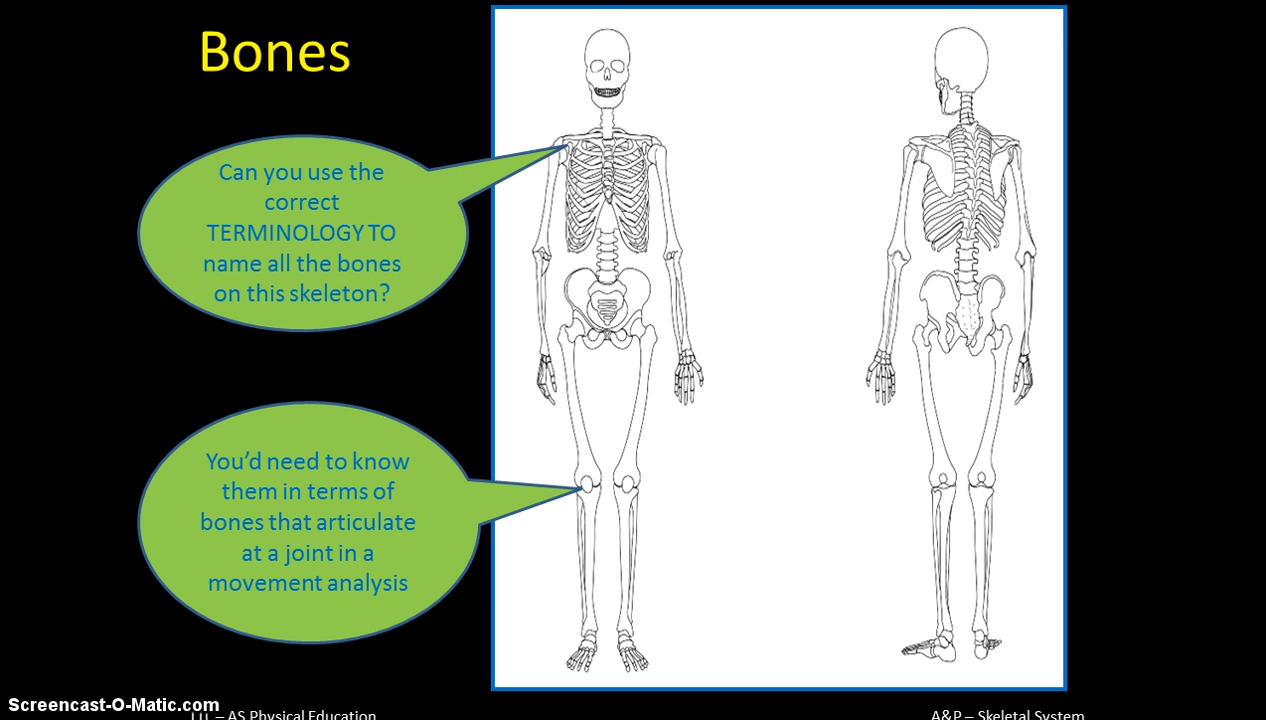 Bones
Can you use the
correct
TERMINOLOGY TO
name all the bones
on this skeleton?
You'd need to know
them in terms of
bones that articulate
at a joint in a
movement analysis
Screencast-O-Matic.com
– AS Physical Education
A&P – Skeletal System